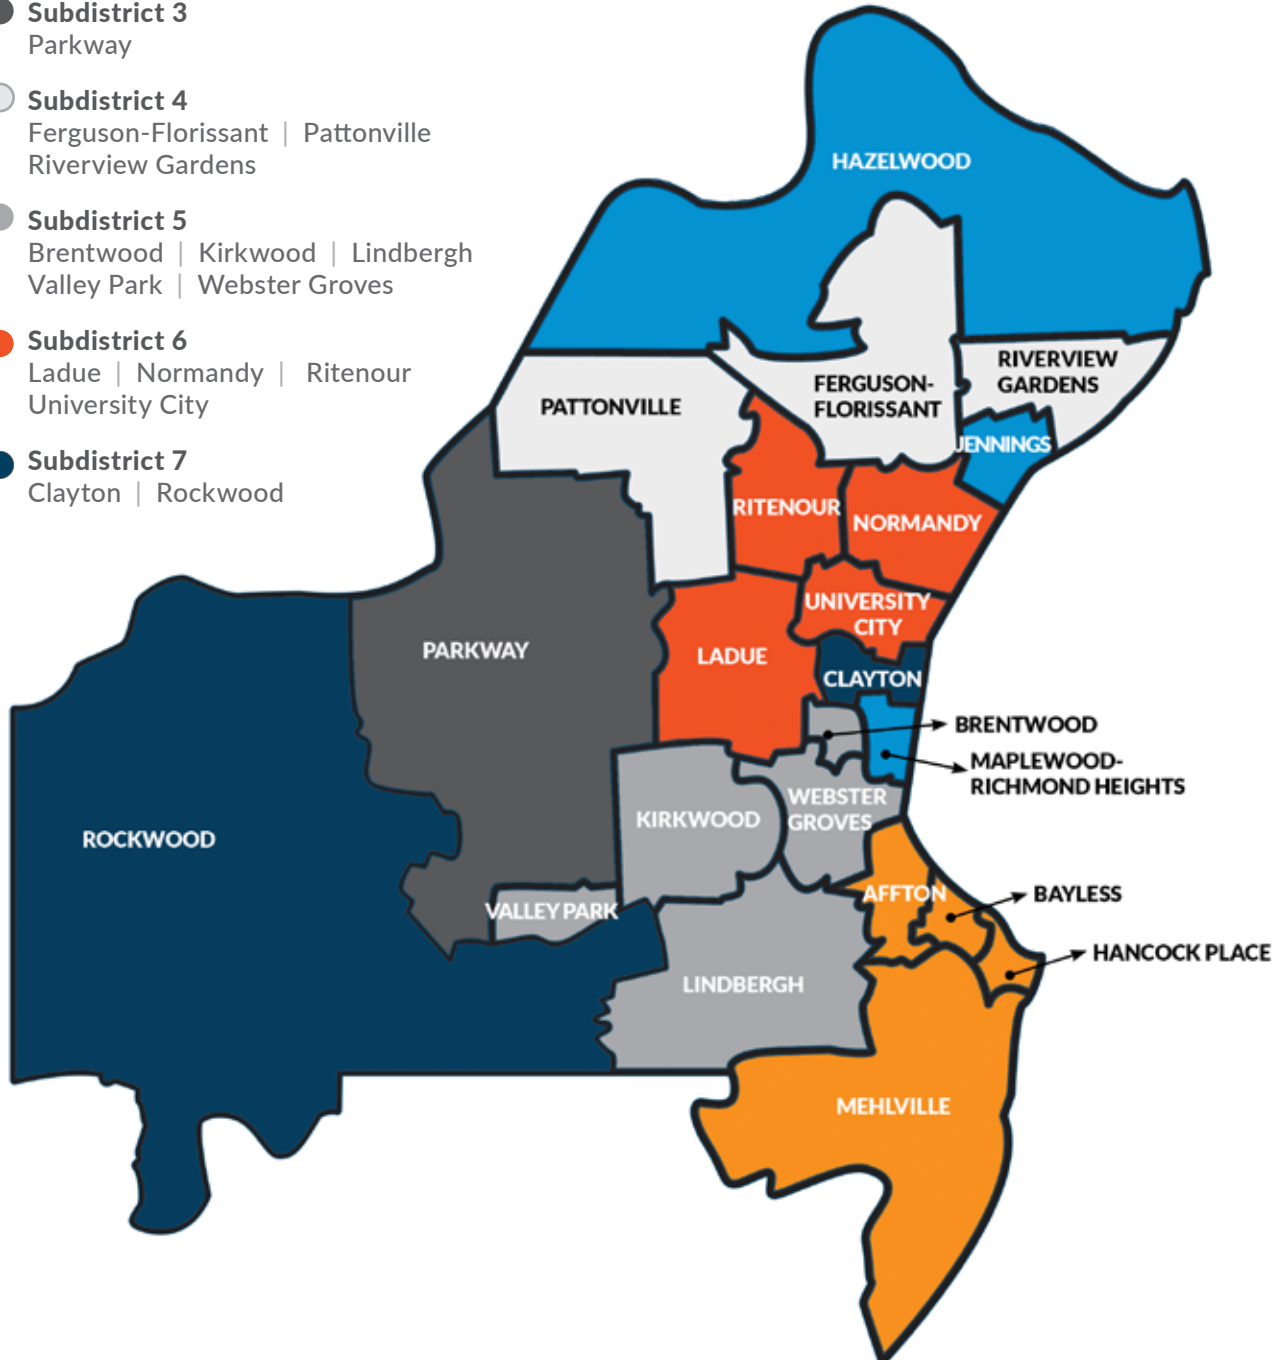 Subdistrict 3
Parkway
Subdistrict 4
Ferguson-Florissant | Pattonville
Riverview Gardens
Subdistrict 5
Brentwood | Kirkwood | Lindbergh
Valley Park | Webster Groves
Subdistrict 6
Ladue | Normandy | Ritenour
University City
Subdistrict 7
Clayton | Rockwood
HAZELWOOD
RIVERVIEW
GARDENS
FERGUSON-
FLORISSANT
PATTONVILLE
JENNINGS
RITENOUR
NORMANDY
UNIVERSITY
CITY
PARKWAY
LADUE
CLAYTON
BRENTWOOD
MAPLEWOOD-
RICHMOND HEIGHTS
WEBSTER
GROVES
KIRKWOOD
ROCKWOOD
AFFTON
BAYLESS
VALLEY PARK
HANCOCK PLACE
LINDBERGH
MEHLVILLE